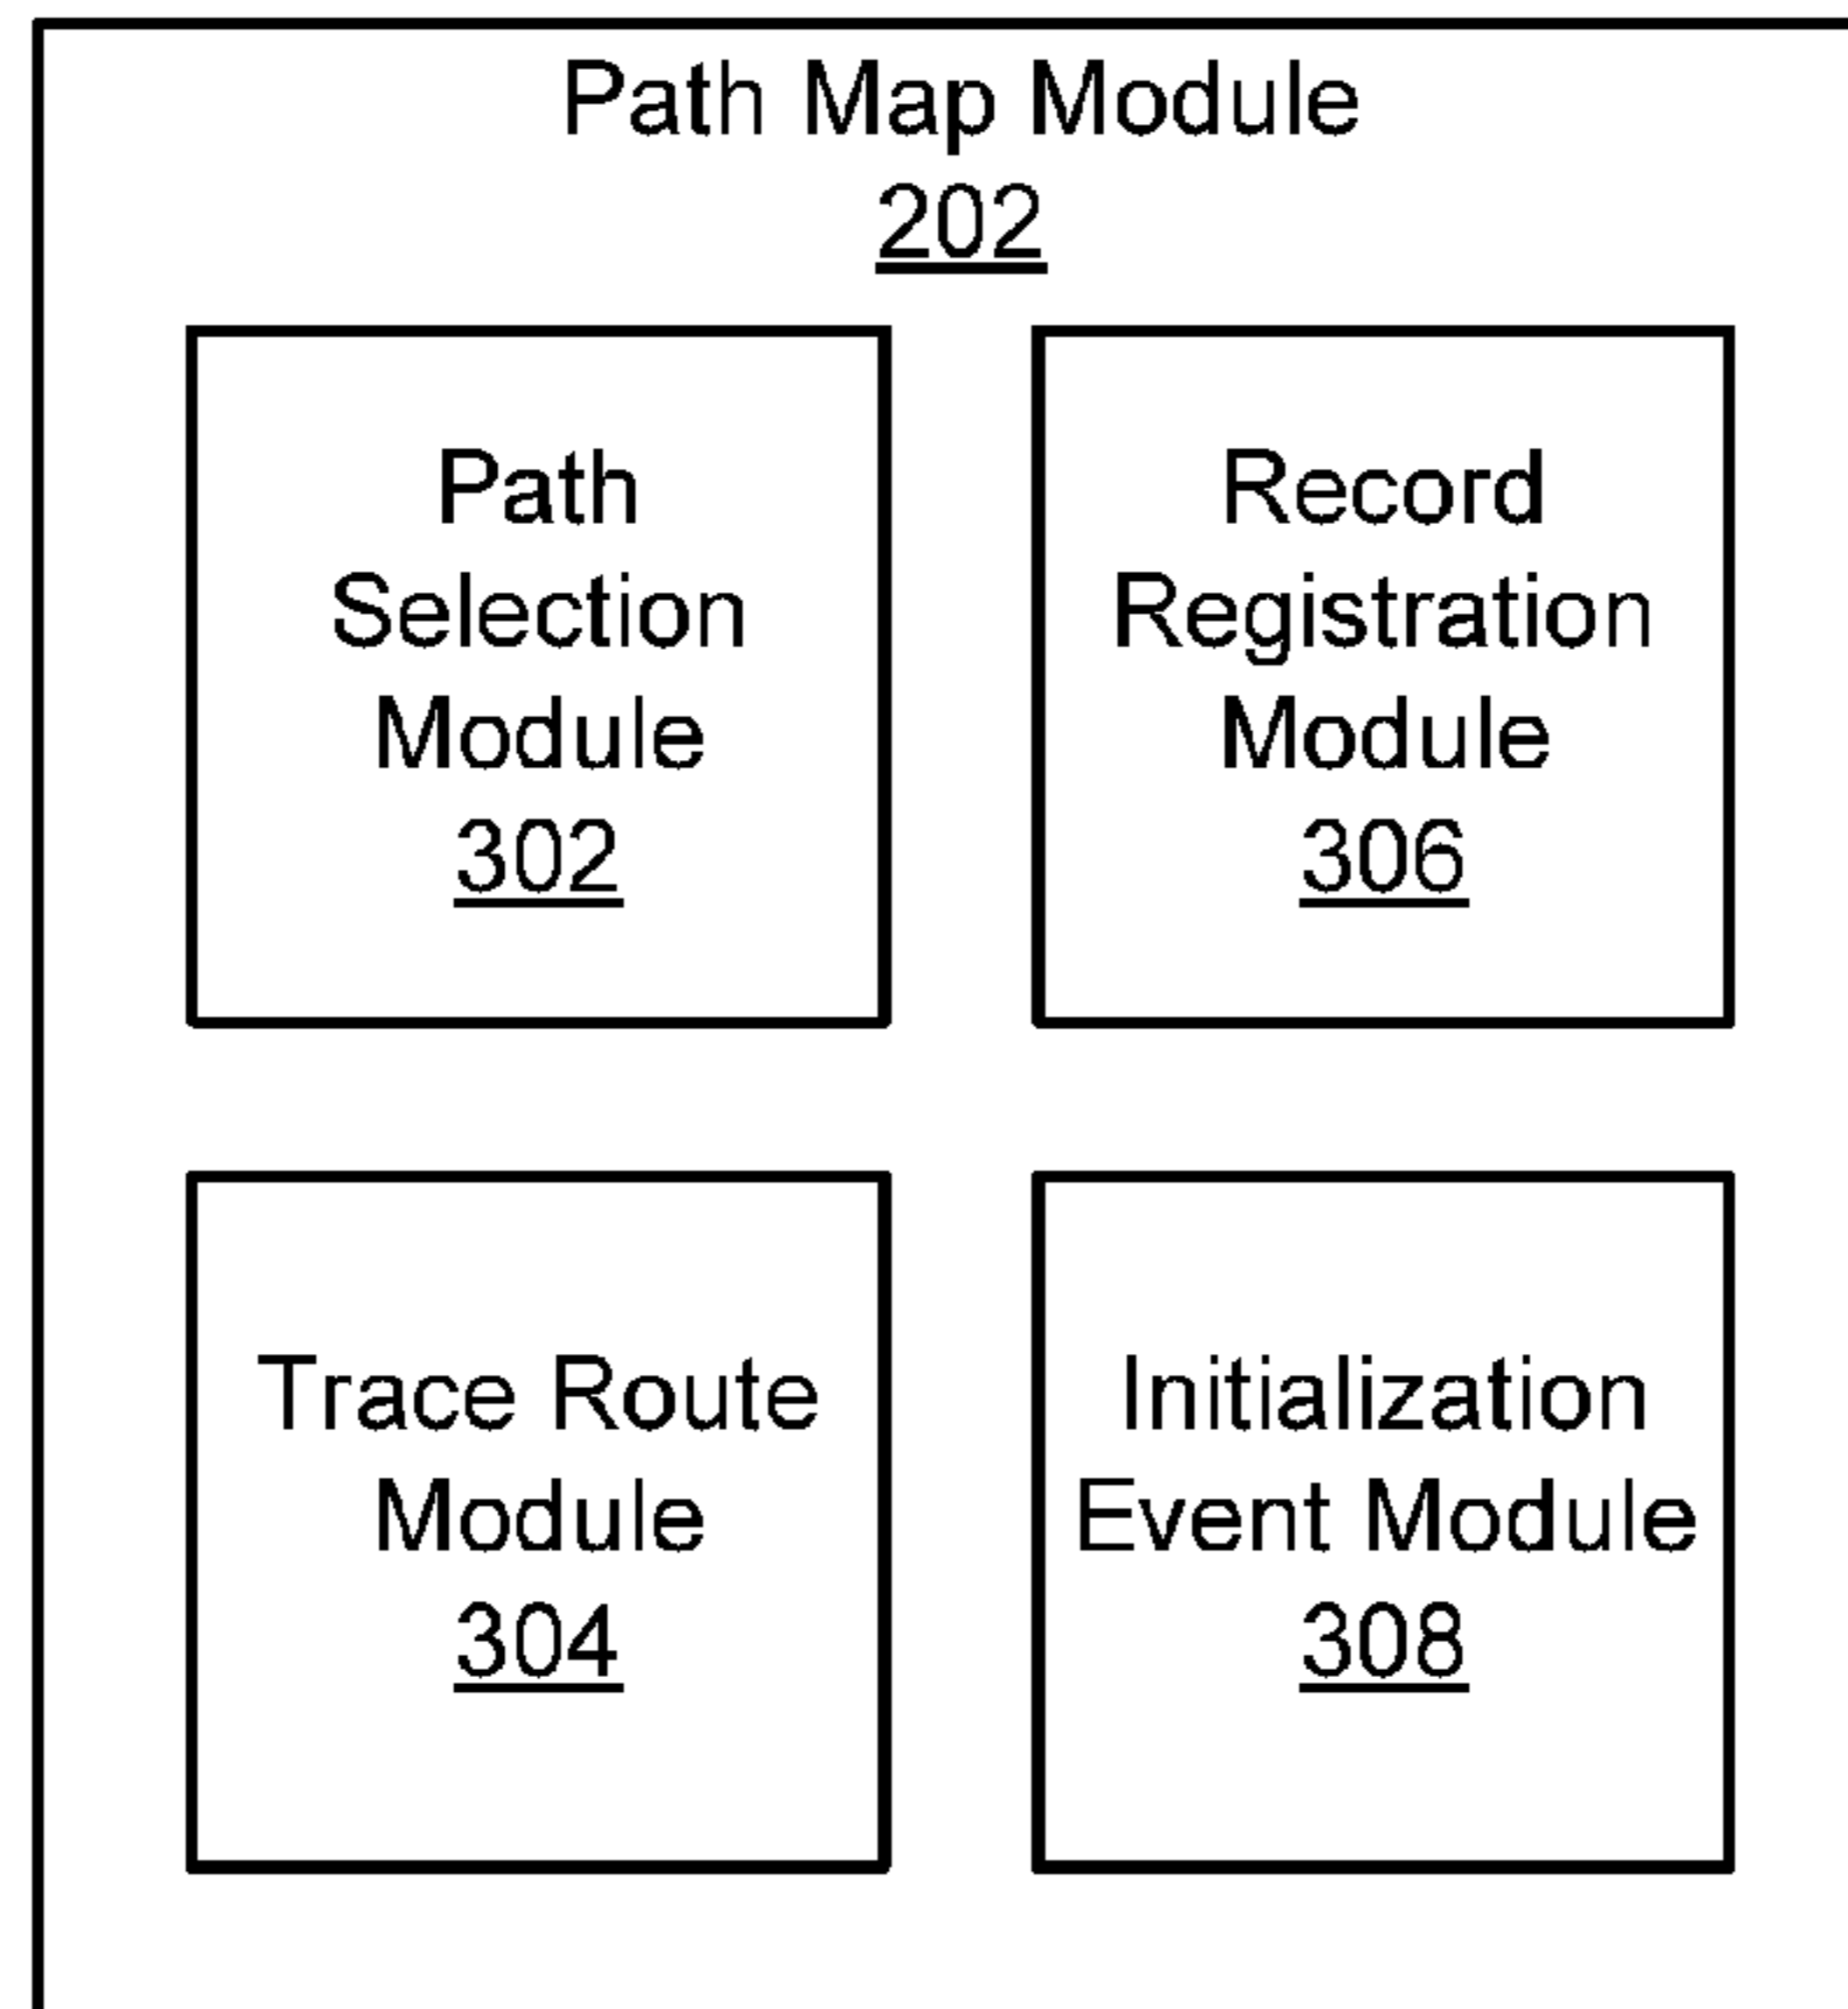 Path Map Module
202
Path
Selection
Module
302
Record
Registration
Module
306
Trace Route
Module
304
Initialization
Event Module
308